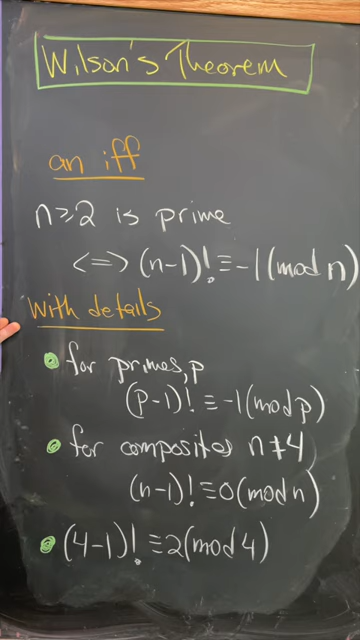 Wilson's Theorem
an iff
n≥2 is prime
<=> (n-1)! ≡ -1 (mod n)
With details
• for primes, p
(p-1)! ≡ -1 (mod p)
• for composites n≠4
(n-1)! ≡ 0 (mod n)
• (4-1)! ≡ 2 (mod 4)